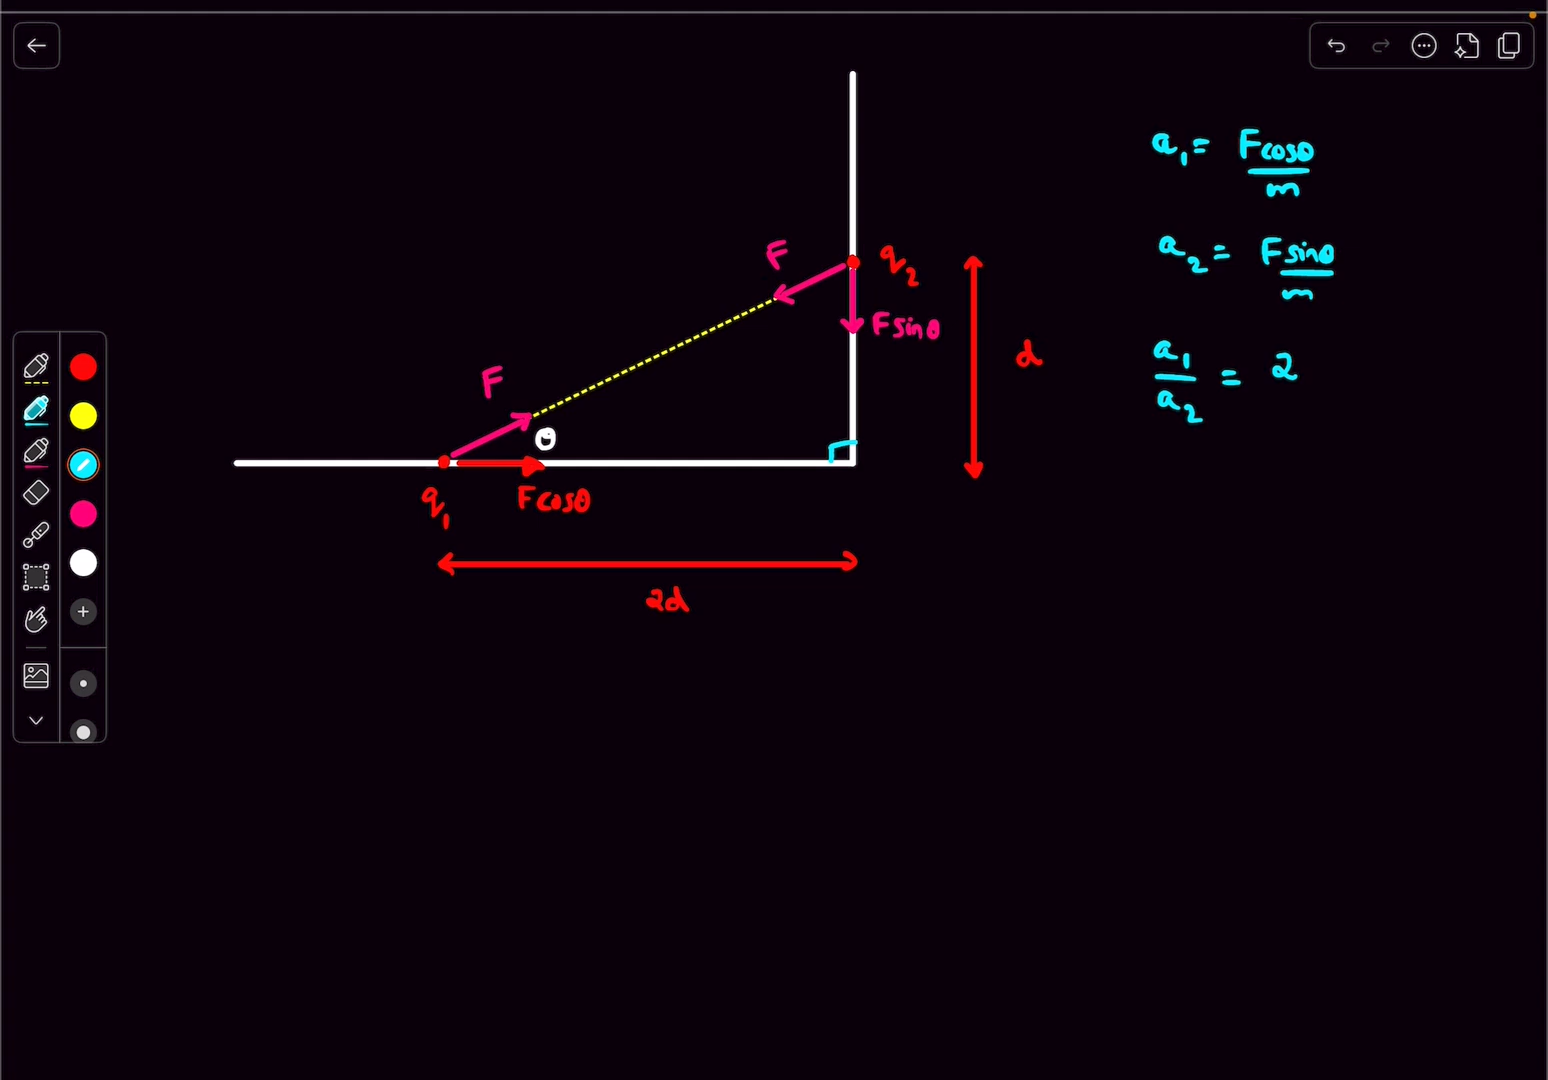 a₁ = Fcosθ
m
F
q₂
a₂ = Fsinθ
m
Fsinθ
d
F
a₁
a₂ = 2
θ
q₁
Fcosθ
2d